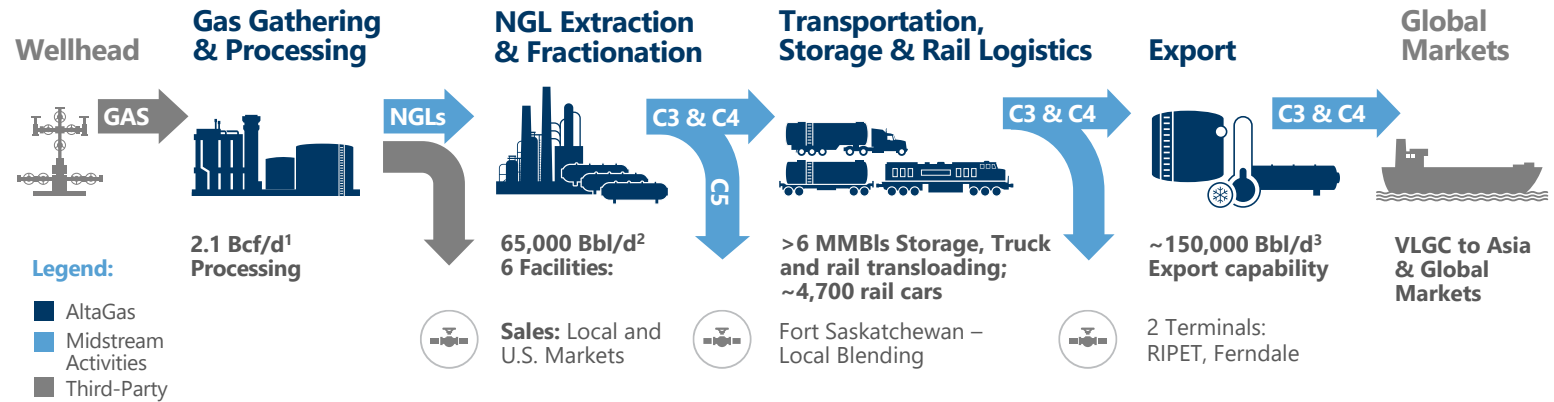 Wellhead
GAS
Gas Gathering
& Processing
2.1 Bcf/d¹
Processing
NGLs
NGL Extraction
& Fractionation
65,000 Bbl/d²
6 Facilities:
Sales: Local and
U.S. Markets
C3 & C4
C5
Transportation,
Storage & Rail Logistics
>6 MMBls Storage, Truck
and rail transloading;
~4,700 rail cars
Fort Saskatchewan –
Local Blending
C3 & C4
Export
~150,000 Bbl/d³
Export capability
2 Terminals:
RIPET, Ferndale
C3 & C4
Global
Markets
VLGC to Asia
& Global
Markets
Legend:
AltaGas
Midstream
Activities
Third-Party